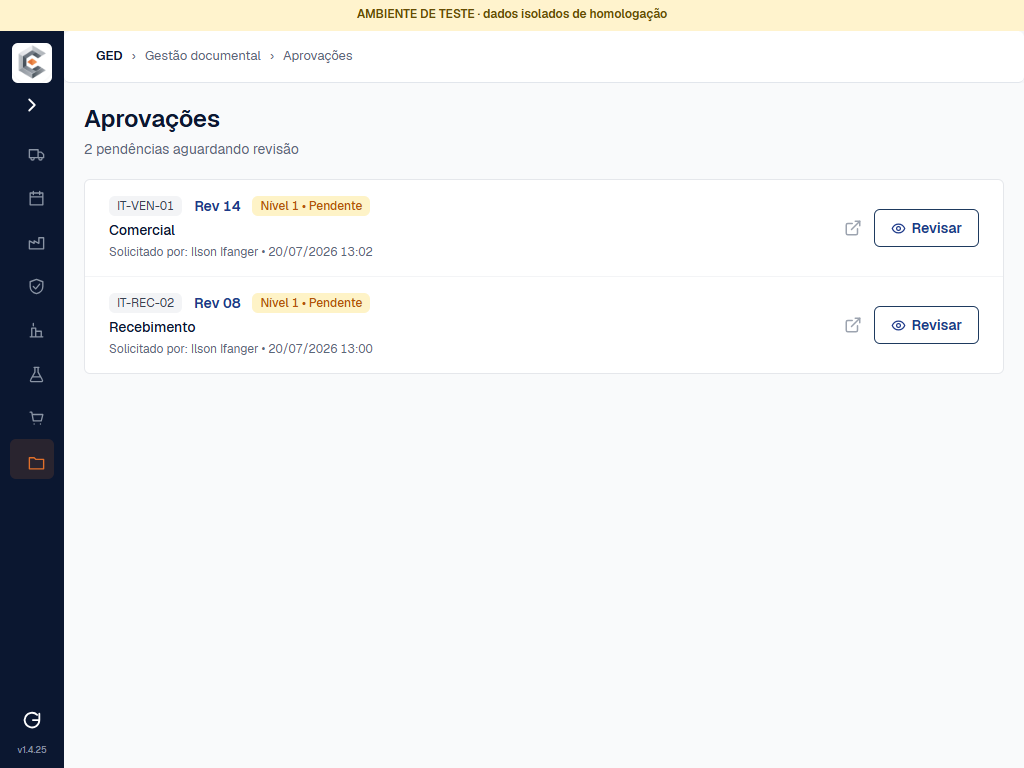 AMBIENTE DE TESTE · dados isolados de homologação
GED › Gestão documental › Aprovações
Aprovações
2 pendências aguardando revisão
IT-VEN-01 Rev 14 Nível 1 • Pendente
Comercial
Solicitado por: Ilson Ifanger • 20/07/2026 13:02
Revisar
IT-REC-02 Rev 08 Nível 1 • Pendente
Recebimento
Solicitado por: Ilson Ifanger • 20/07/2026 13:00
Revisar
v1.4.25